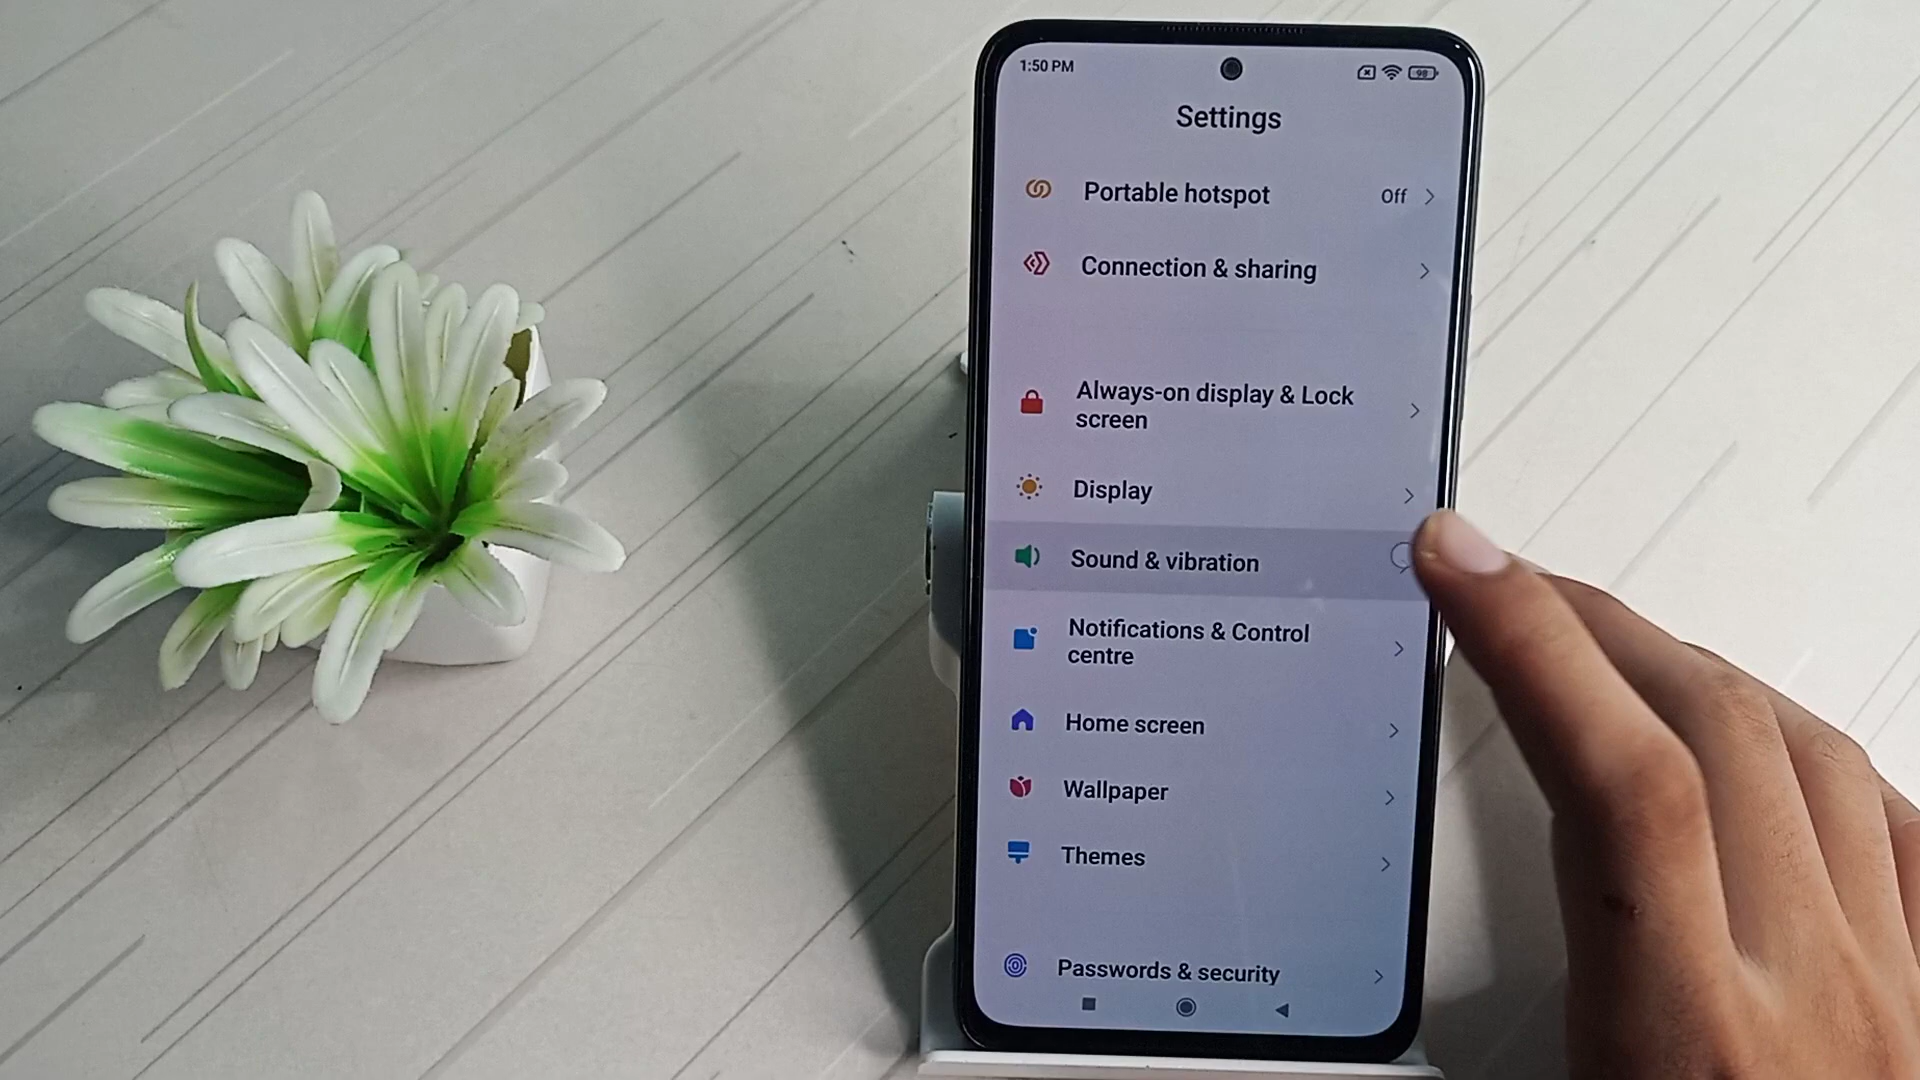 1:50 PM
98
Settings
Portable hotspot Off
Connection & sharing
Always-on display & Lock
screen
Display
Sound & vibration
Notifications & Control
centre
Home screen
Wallpaper
Themes
Passwords & security